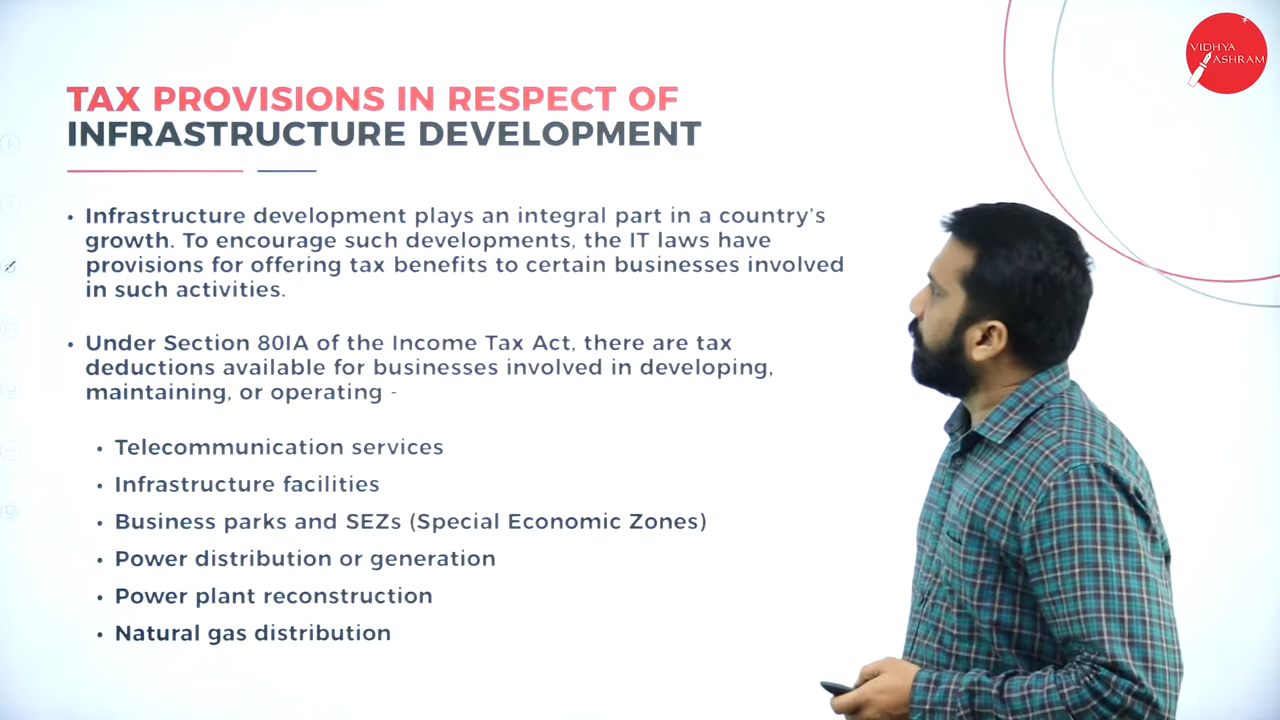 VIDHYA
ASHRAM
TAX PROVISIONS IN RESPECT OF
INFRASTRUCTURE DEVELOPMENT
• Infrastructure development plays an integral part in a country's
growth. To encourage such developments, the IT laws have
provisions for offering tax benefits to certain businesses involved
in such activities.
• Under Section 80IA of the Income Tax Act, there are tax
deductions available for businesses involved in developing,
maintaining, or operating -
• Telecommunication services
• Infrastructure facilities
• Business parks and SEZs (Special Economic Zones)
• Power distribution or generation
• Power plant reconstruction
• Natural gas distribution